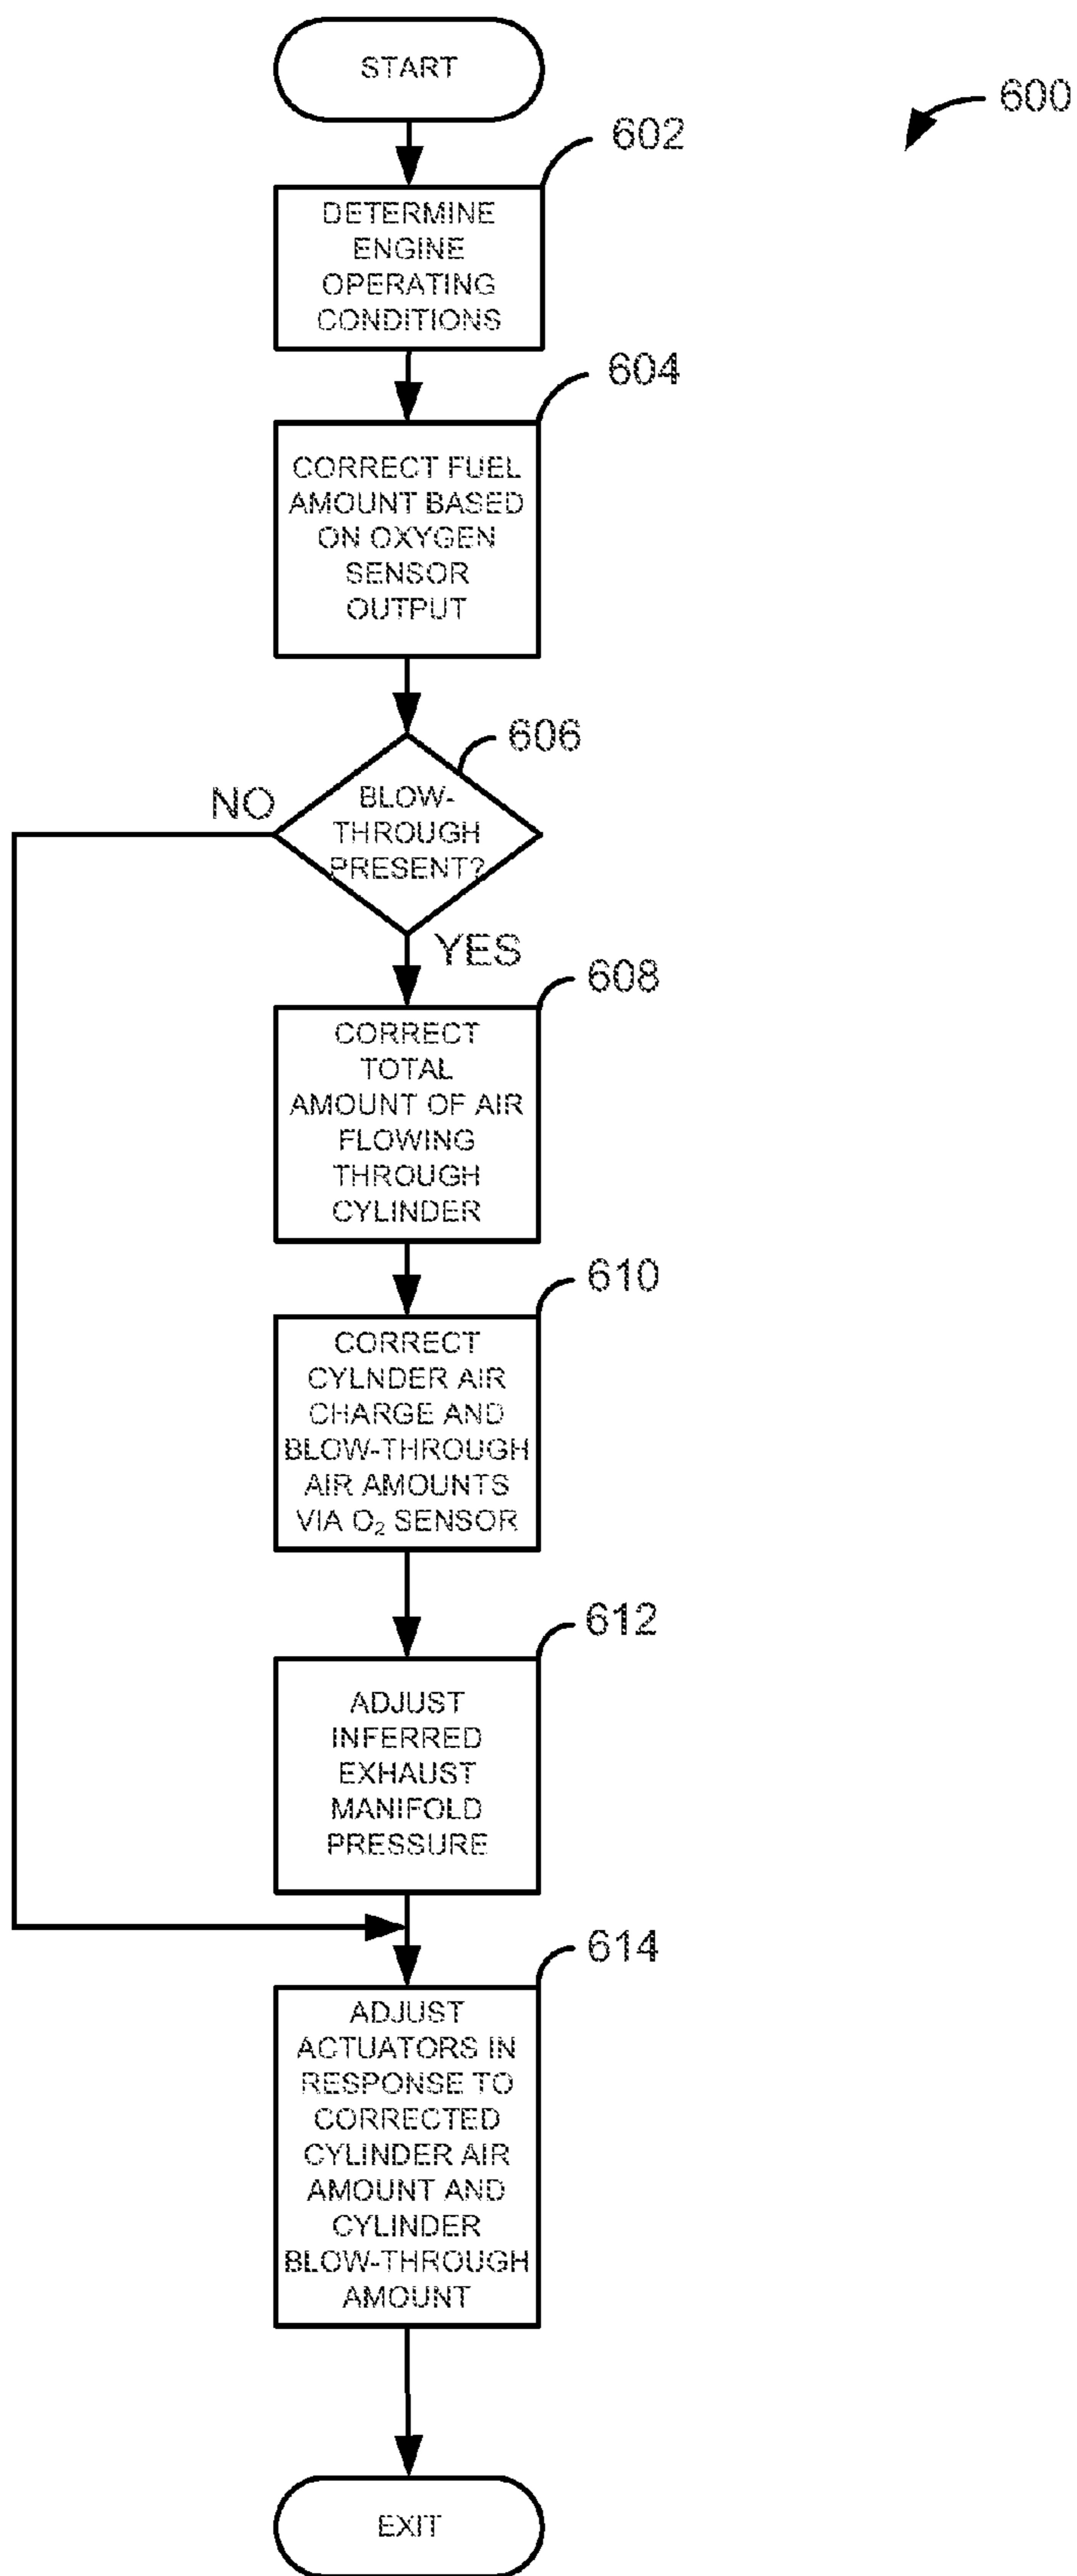 START
600
602
DETERMINE
ENGINE
OPERATING
CONDITIONS
604
CORRECT FUEL
AMOUNT BASED
ON OXYGEN
SENSOR
OUTPUT
606
NO
BLOW-
THROUGH
PRESENT?
YES
608
CORRECT
TOTAL
AMOUNT OF AIR
FLOWING
THROUGH
CYLINDER
610
CORRECT
CYLNDER AIR
CHARGE AND
BLOW-THROUGH
AIR AMOUNTS
VIA O₂ SENSOR
612
ADJUST
INFERRED
EXHAUST
MANIFOLD
PRESSURE
614
ADJUST
ACTUATORS IN
RESPONSE TO
CORRECTED
CYLINDER AIR
AMOUNT AND
CYLINDER
BLOW-THROUGH
AMOUNT
EXIT